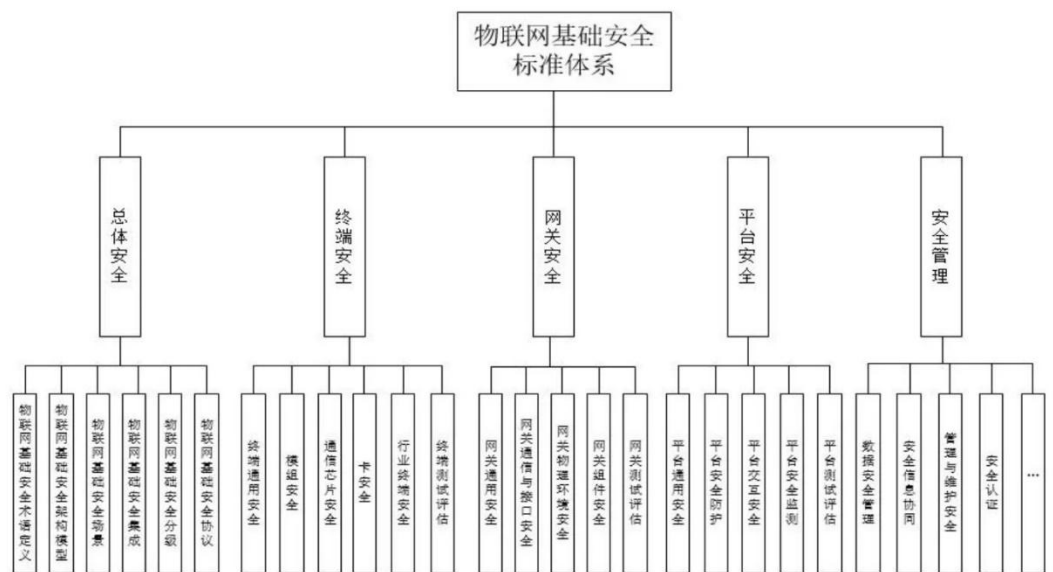 物联网基础安全
标准体系
总体安全
终端安全
网关安全
平台安全
安全管理
物联网基础安全术语定义
物联网基础安全架构模型
物联网基础安全场景
物联网基础安全集成
物联网基础安全分级
物联网基础安全协议
终端通用安全
模组安全
通信芯片安全
卡安全
行业终端安全
终端测试评估
网关通用安全
网关通信与接口安全
网关物理环境安全
网关组件安全
网关测试评估
平台通用安全
平台安全防护
平台交互安全
平台安全监测
平台测试评估
数据安全管理
安全信息协同
管理与维护安全
安全认证
…